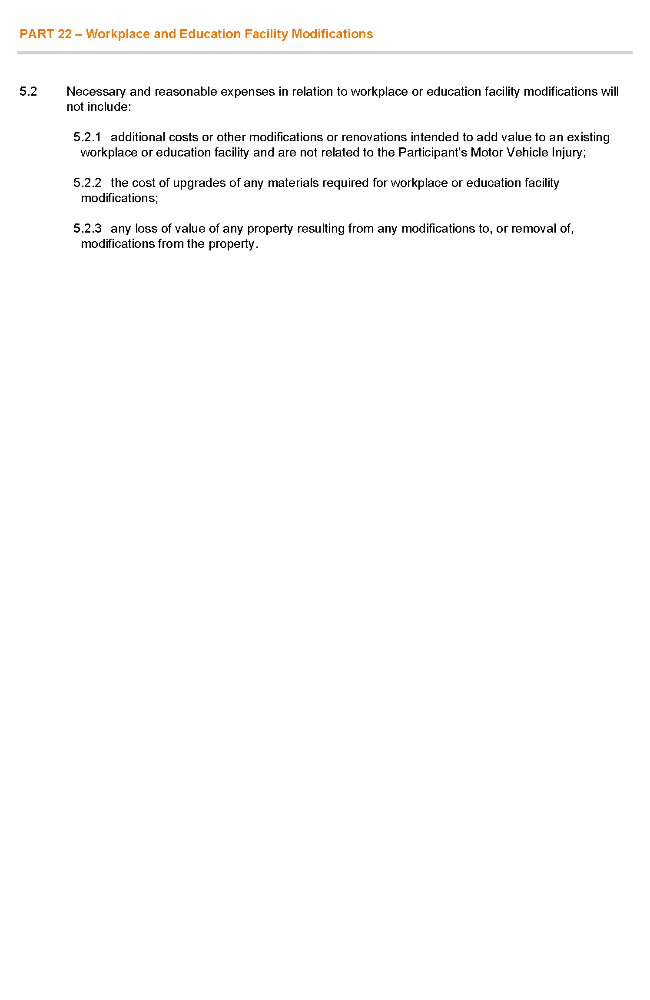 PART 22 – Workplace and Education Facility Modifications
5.2 Necessary and reasonable expenses in relation to workplace or education facility modifications will
not include:
5.2.1 additional costs or other modifications or renovations intended to add value to an existing
workplace or education facility and are not related to the Participant's Motor Vehicle Injury;
5.2.2 the cost of upgrades of any materials required for workplace or education facility
modifications;
5.2.3 any loss of value of any property resulting from any modifications to, or removal of,
modifications from the property.